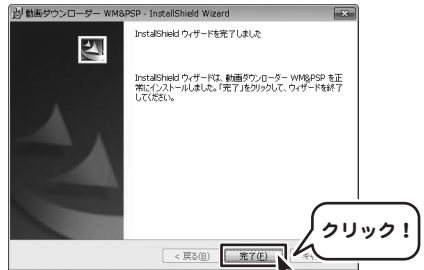 動画ダウンローダー WM&PSP - InstallShield Wizard
InstallShield ウィザードを完了しました
InstallShield ウィザードは、動画ダウンローダー WM&PSP を正
常にインストールしました。「完了」をクリックして、ウィザードを終了
してください。
クリック！
< 戻る(B)
完了(F)